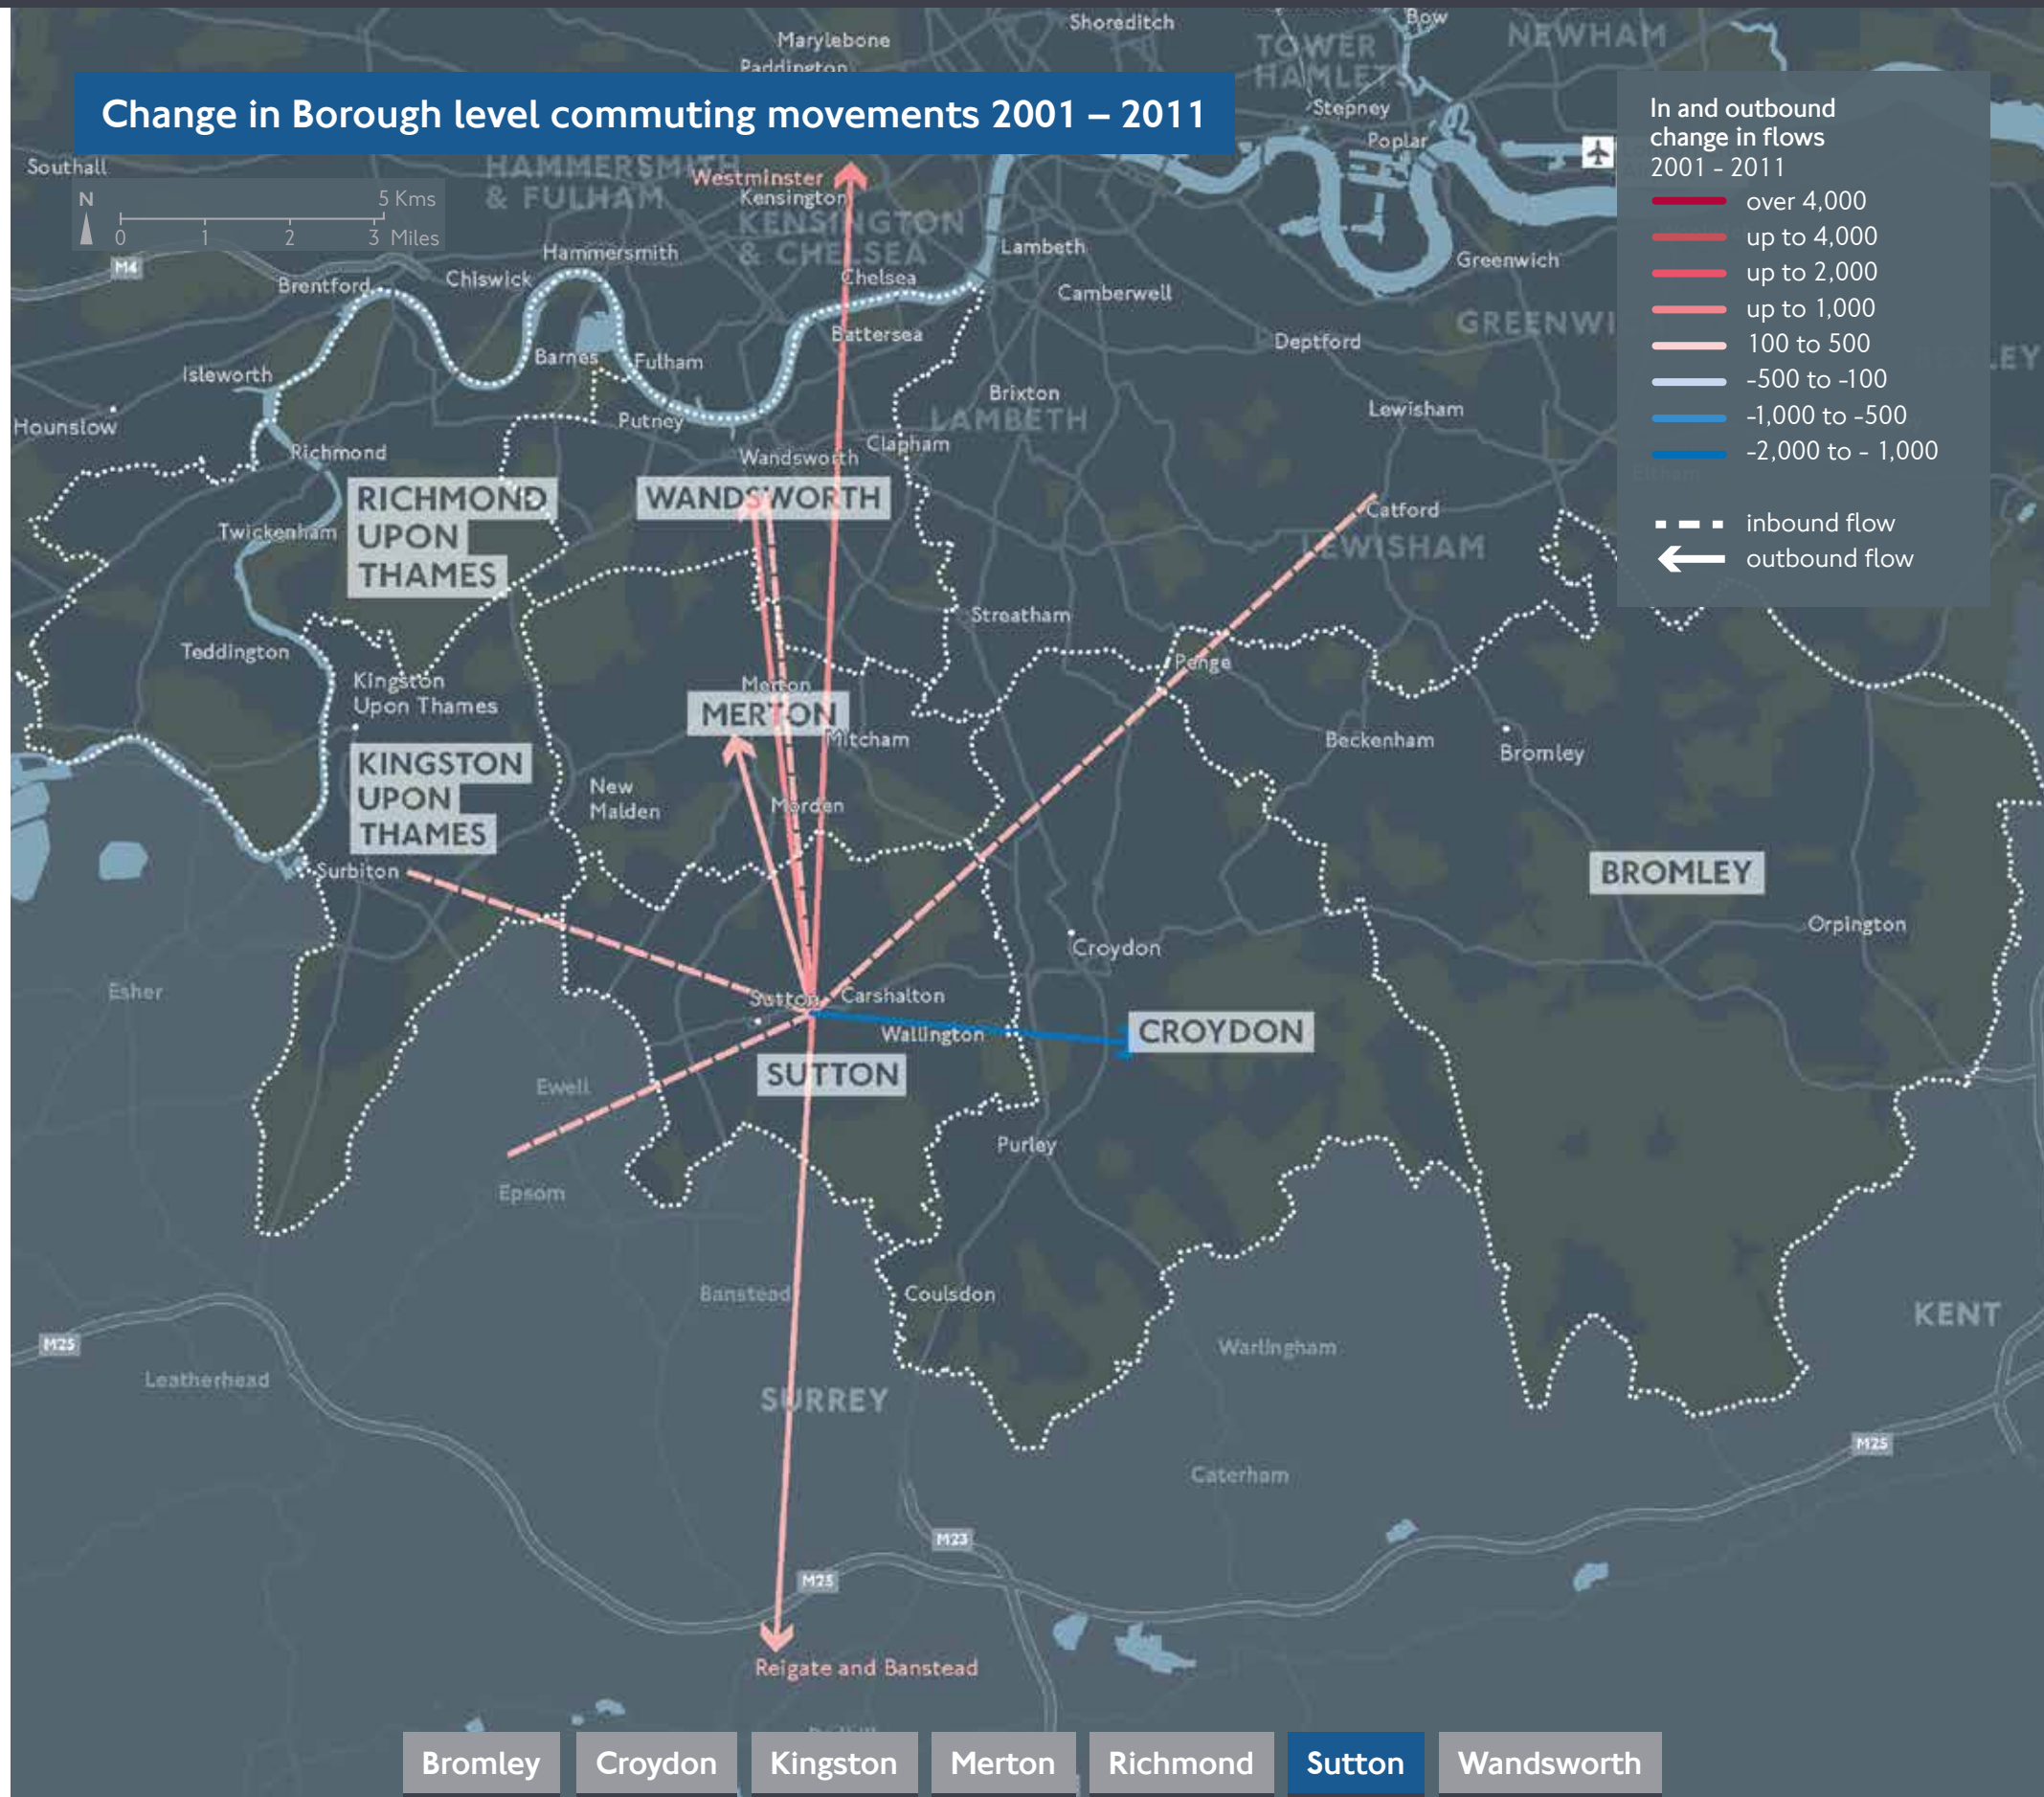 Shoreditch
Bow
NEWHAM
Marylebone
TOWER
HAMLET
Paddington
Change in Borough level commuting movements 2001 – 2011
Stepney
Poplar
In and outbound
change in flows
2001 - 2011
over 4,000
up to 4,000
up to 2,000
up to 1,000
100 to 500
-500 to -100
-1,000 to -500
-2,000 to - 1,000
inbound flow
outbound flow
Southall
HAMMERSMITH
& FULHAM
Westminster
Kensington
KENSINGTON
& CHELSEA
N
5 Kms
0 1 2 3 Miles
M4
Hammersmith
Lambeth
Greenwich
Brentford
Chiswick
Chelsea
Camberwell
GREENWI
LEY
Battersea
Deptford
Barnes
Fulham
Isleworth
Brixton
LAMBETH
Lewisham
Hounslow
Putney
Richmond
Wandsworth
Clapham
Eltham
RICHMOND
UPON
THAMES
WANDSWORTH
Catford
LEWISHAM
Twickenham
Streatham
Teddington
Penge
Kingston
Upon Thames
Merton
MERTON
Mitcham
Beckenham
Bromley
KINGSTON
UPON
THAMES
New
Malden
Morden
Surbiton
BROMLEY
Orpington
Croydon
Esher
Sutton
Carshalton
Wallington
CROYDON
SUTTON
Ewell
Purley
Epsom
Banstead
Coulsdon
KENT
M25
Warlingham
Leatherhead
SURREY
M25
Caterham
M23
M25
Reigate and Banstead
Bromley
Croydon
Kingston
Merton
Richmond
Sutton
Wandsworth